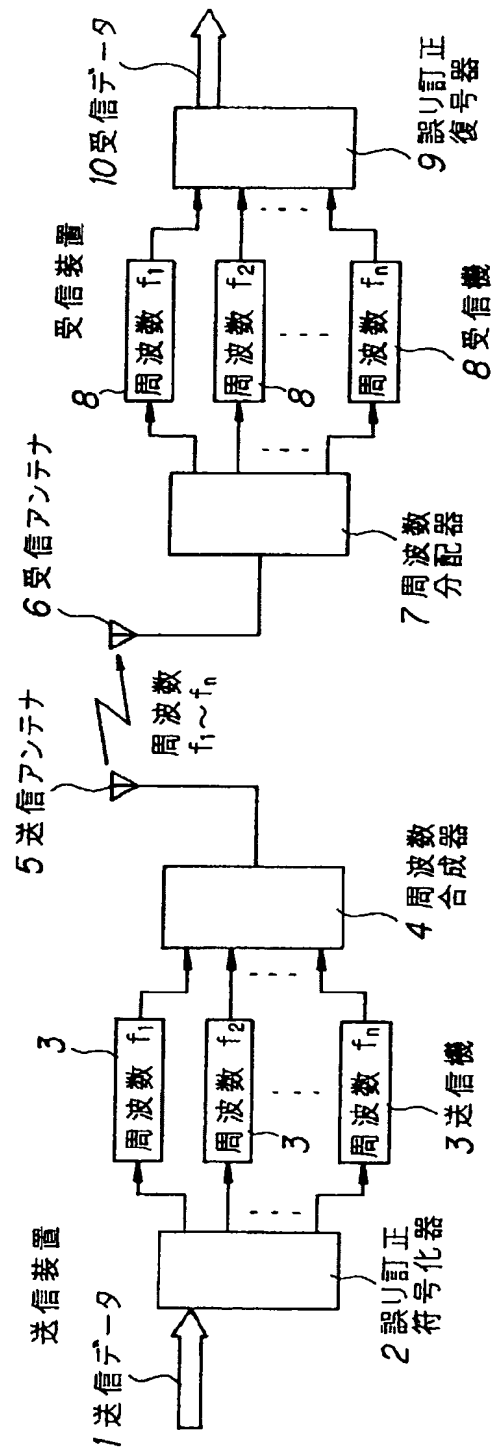 送信装置
1 送信データ
2 誤り訂正
符号化器
3
周波数 f₁
周波数 f₂
3
周波数 fₙ
3 送信機
4 周波数
合成器
5 送信アンテナ
周波数
f₁~fₙ
6 受信アンテナ
7 周波数
分配器
受信装置
8
周波数 f₁
周波数 f₂
8
周波数 fₙ
8 受信機
9 誤り訂正
復号器
10 受信データ